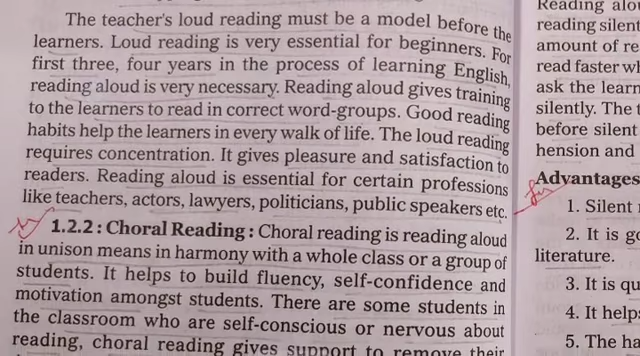 The teacher's loud reading must be a model before the
learners. Loud reading is very essential for beginners. For
first three, four years in the process of learning English,
reading aloud is very necessary. Reading aloud gives training
to the learners to read in correct word-groups. Good reading
habits help the learners in every walk of life. The loud reading
requires concentration. It gives pleasure and satisfaction to
readers. Reading aloud is essential for certain professions
like teachers, actors, lawyers, politicians, public speakers etc.
1.2.2 : Choral Reading : Choral reading is reading aloud
in unison means in harmony with a whole class or a group of
students. It helps to build fluency, self-confidence and
motivation amongst students. There are some students in
the classroom who are self-conscious or nervous about
reading, choral reading gives support to remove their
Reading
reading silent
amount of
read faster
ask the
silently. The
before silent
hension and
Advantages
1. Silent
2. It is
literature.
3. It is
4. It
5. The